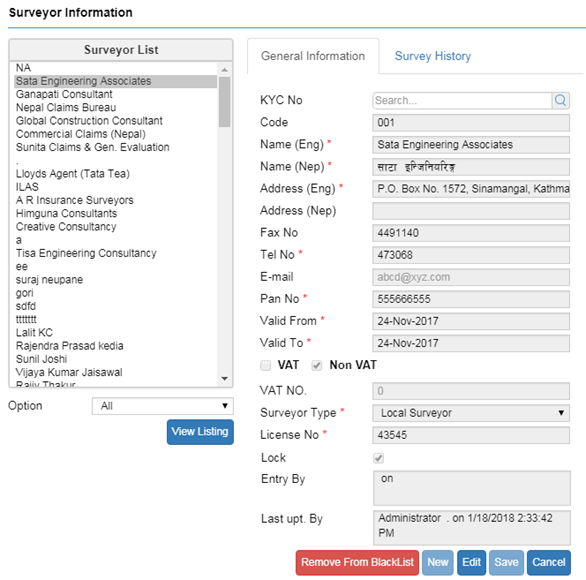 Surveyor Information
Surveyor List
NA
Sata Engineering Associates
Ganapati Consultant
Nepal Claims Bureau
Global Construction Consultant
Commercial Claims (Nepal)
Sunita Claims & Gen. Evaluation
.
Lloyds Agent (Tata Tea)
ILAS
A R Insurance Surveyors
Himguna Consultants
Creative Consultancy
a
Tisa Engineering Consultancy
ee
suraj neupane
gori
sdfd
ttttttt
Lalit KC
Rajendra Prasad kedia
Sunil Joshi
Vijaya Kumar Jaisawal
Rajiv Thakur
Option All
View Listing
General Information Survey History
KYC No Search...
Code 001
Name (Eng) * Sata Engineering Associates
Name (Nep) * साटा इन्जिनियरिङ्ग
Address (Eng) * P.O. Box No. 1572, Sinamangal, Kathma
Address (Nep)
Fax No 4491140
Tel No * 473068
E-mail abcd@xyz.com
Pan No * 555666555
Valid From * 24-Nov-2017
Valid To * 24-Nov-2017
VAT Non VAT
VAT NO. 0
Surveyor Type * Local Surveyor
License No * 43545
Lock
Entry By on
Last upt. By Administrator . on 1/18/2018 2:33:42
PM
Remove From BlackList New Edit Save Cancel